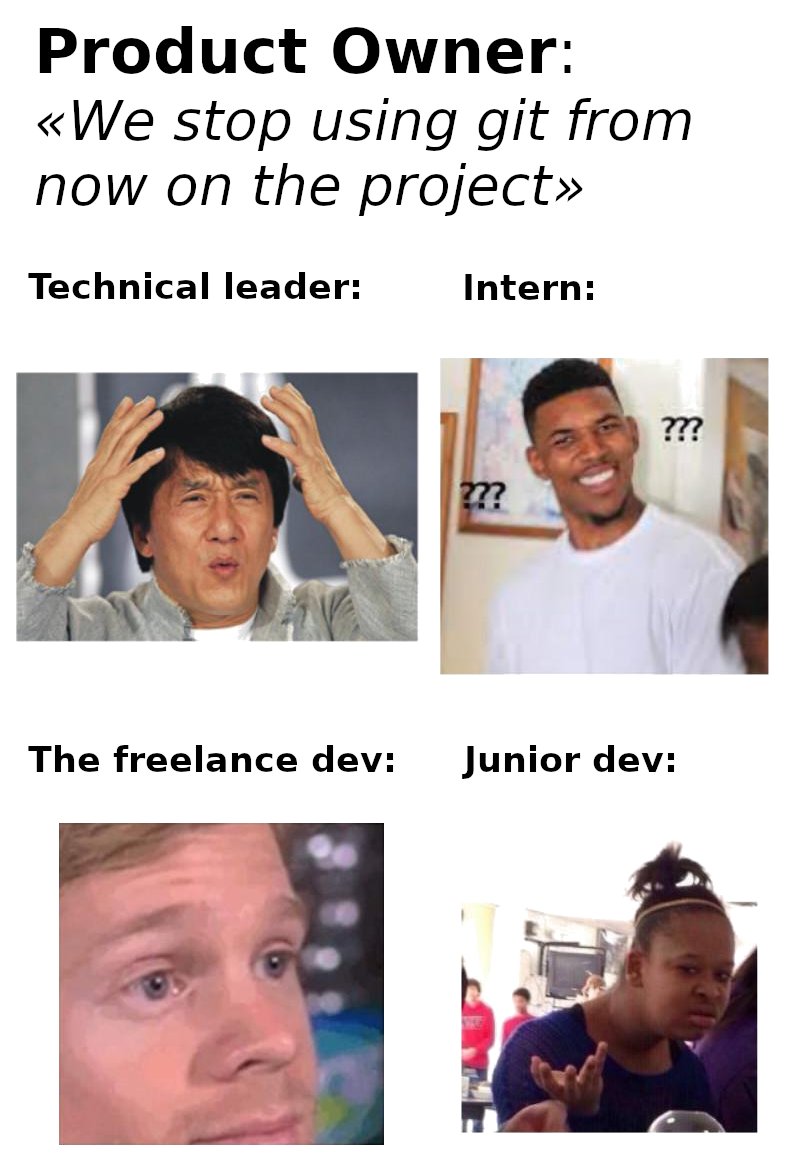 Product Owner:
«We stop using git from
now on the project»
Technical leader:
Intern:
???
???
The freelance dev:
Junior dev: